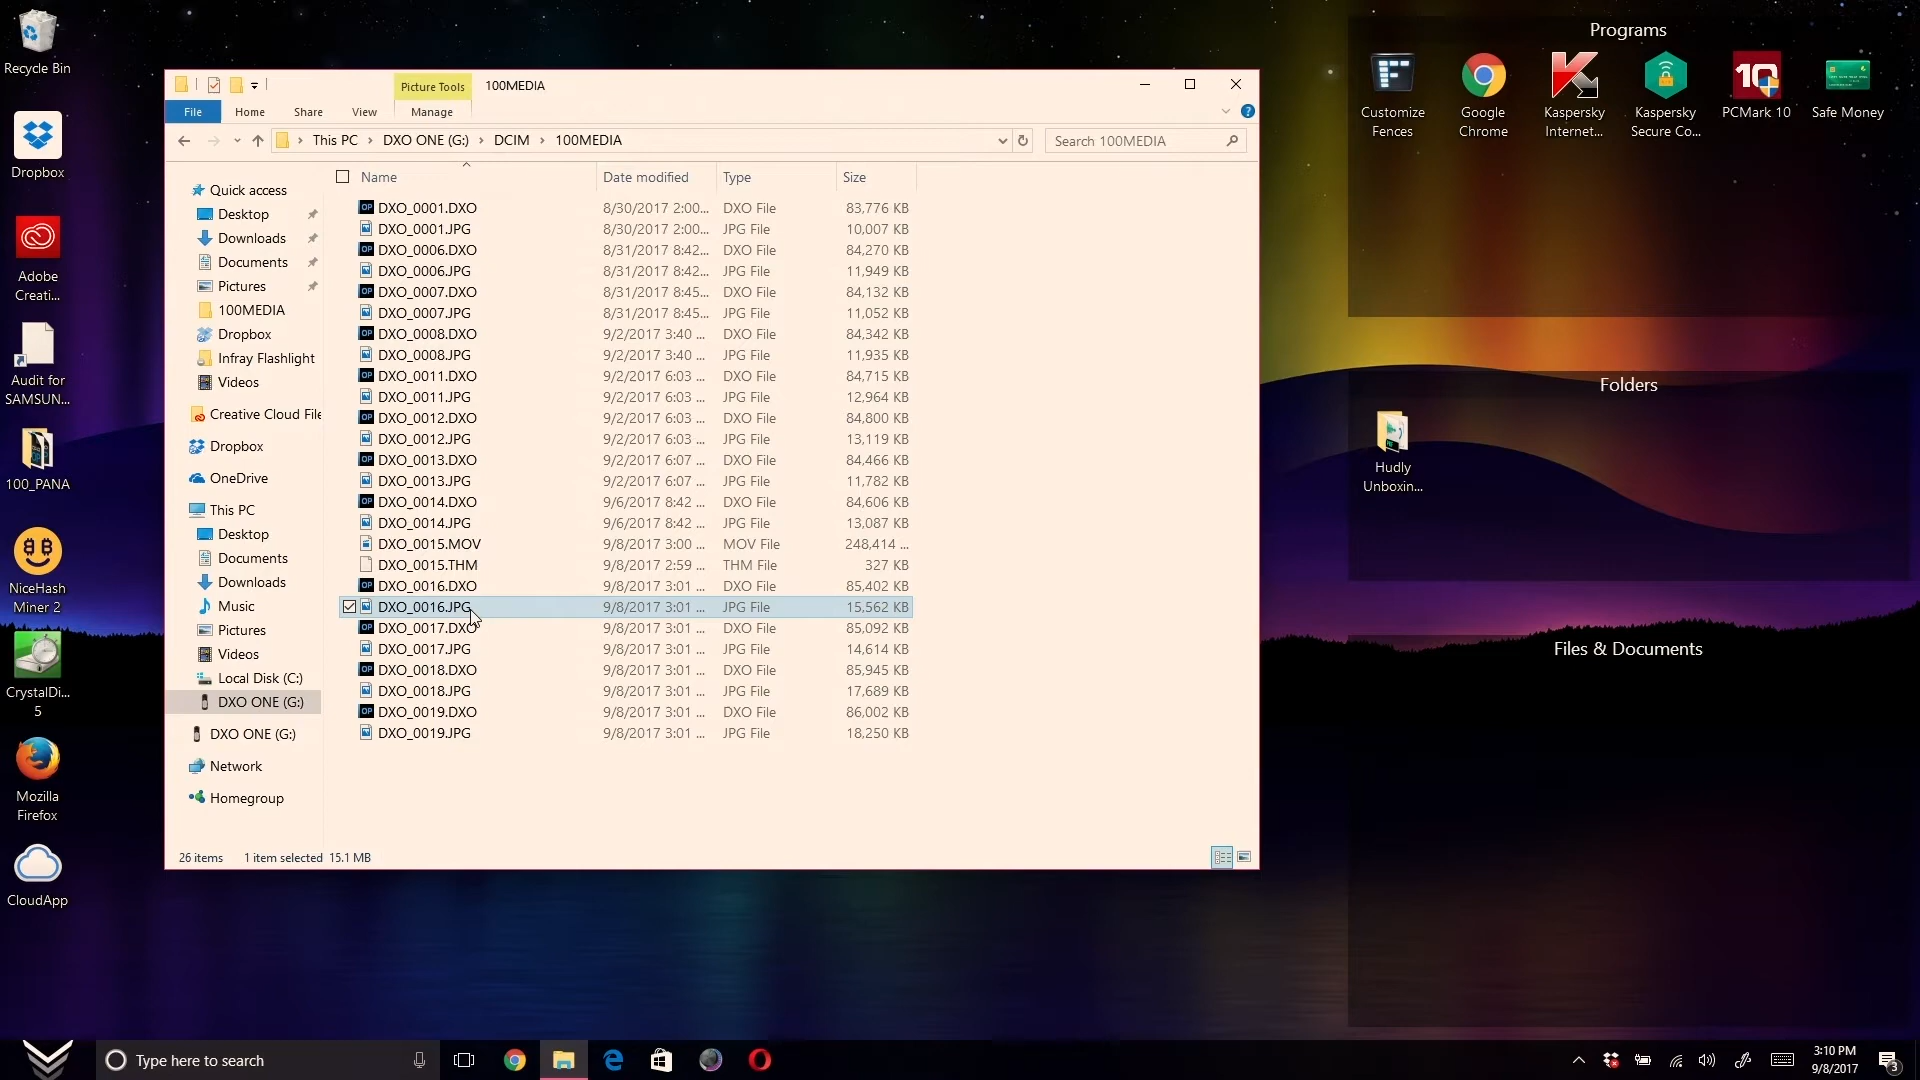 Recycle Bin
Dropbox
Adobe
Creati...
Audit for
SAMSUN...
100_PANA
NiceHash
Miner 2
CrystalDi...
5
Mozilla
Firefox
CloudApp
Picture Tools
100MEDIA
File
Home
Share
View
Manage
This PC
DXO ONE (G:)
DCIM
100MEDIA
Search 100MEDIA
Quick access
Desktop
Downloads
Documents
Pictures
100MEDIA
Dropbox
Infray Flashlight
Videos
Creative Cloud File
Dropbox
OneDrive
This PC
Desktop
Documents
Downloads
Music
Pictures
Videos
Local Disk (C:)
DXO ONE (G:)
DXO ONE (G:)
Network
Homegroup
Name Date modified Type Size
DXO_0001.DXO 8/30/2017 2:00... DXO File 83,776 KB
DXO_0001.JPG 8/30/2017 2:00... JPG File 10,007 KB
DXO_0006.DXO 8/31/2017 8:42... DXO File 84,270 KB
DXO_0006.JPG 8/31/2017 8:42... JPG File 11,949 KB
DXO_0007.DXO 8/31/2017 8:45... DXO File 84,132 KB
DXO_0007.JPG 8/31/2017 8:45... JPG File 11,052 KB
DXO_0008.DXO 9/2/2017 3:40 ... DXO File 84,342 KB
DXO_0008.JPG 9/2/2017 3:40 ... JPG File 11,935 KB
DXO_0011.DXO 9/2/2017 6:03 ... DXO File 84,715 KB
DXO_0011.JPG 9/2/2017 6:03 ... JPG File 12,964 KB
DXO_0012.DXO 9/2/2017 6:03 ... DXO File 84,800 KB
DXO_0012.JPG 9/2/2017 6:03 ... JPG File 13,119 KB
DXO_0013.DXO 9/2/2017 6:07 ... DXO File 84,466 KB
DXO_0013.JPG 9/2/2017 6:07 ... JPG File 11,782 KB
DXO_0014.DXO 9/6/2017 8:42 ... DXO File 84,606 KB
DXO_0014.JPG 9/6/2017 8:42 ... JPG File 13,087 KB
DXO_0015.MOV 9/8/2017 3:00 ... MOV File 248,414 ...
DXO_0015.THM 9/8/2017 2:59 ... THM File 327 KB
DXO_0016.DXO 9/8/2017 3:01 ... DXO File 85,402 KB
DXO_0016.JPG 9/8/2017 3:01 ... JPG File 15,562 KB
DXO_0017.DXO 9/8/2017 3:01 ... DXO File 85,092 KB
DXO_0017.JPG 9/8/2017 3:01 ... JPG File 14,614 KB
DXO_0018.DXO 9/8/2017 3:01 ... DXO File 85,945 KB
DXO_0018.JPG 9/8/2017 3:01 ... JPG File 17,689 KB
DXO_0019.DXO 9/8/2017 3:01 ... DXO File 86,002 KB
DXO_0019.JPG 9/8/2017 3:01 ... JPG File 18,250 KB
26 items 1 item selected 15.1 MB
Programs
Customize
Fences
Google
Chrome
Kaspersky
Internet...
Kaspersky
Secure Co...
10
PCMark 10
Safe Money
Folders
Hudly
Unboxin...
Files & Documents
Type here to search
3:10 PM
9/8/2017
3